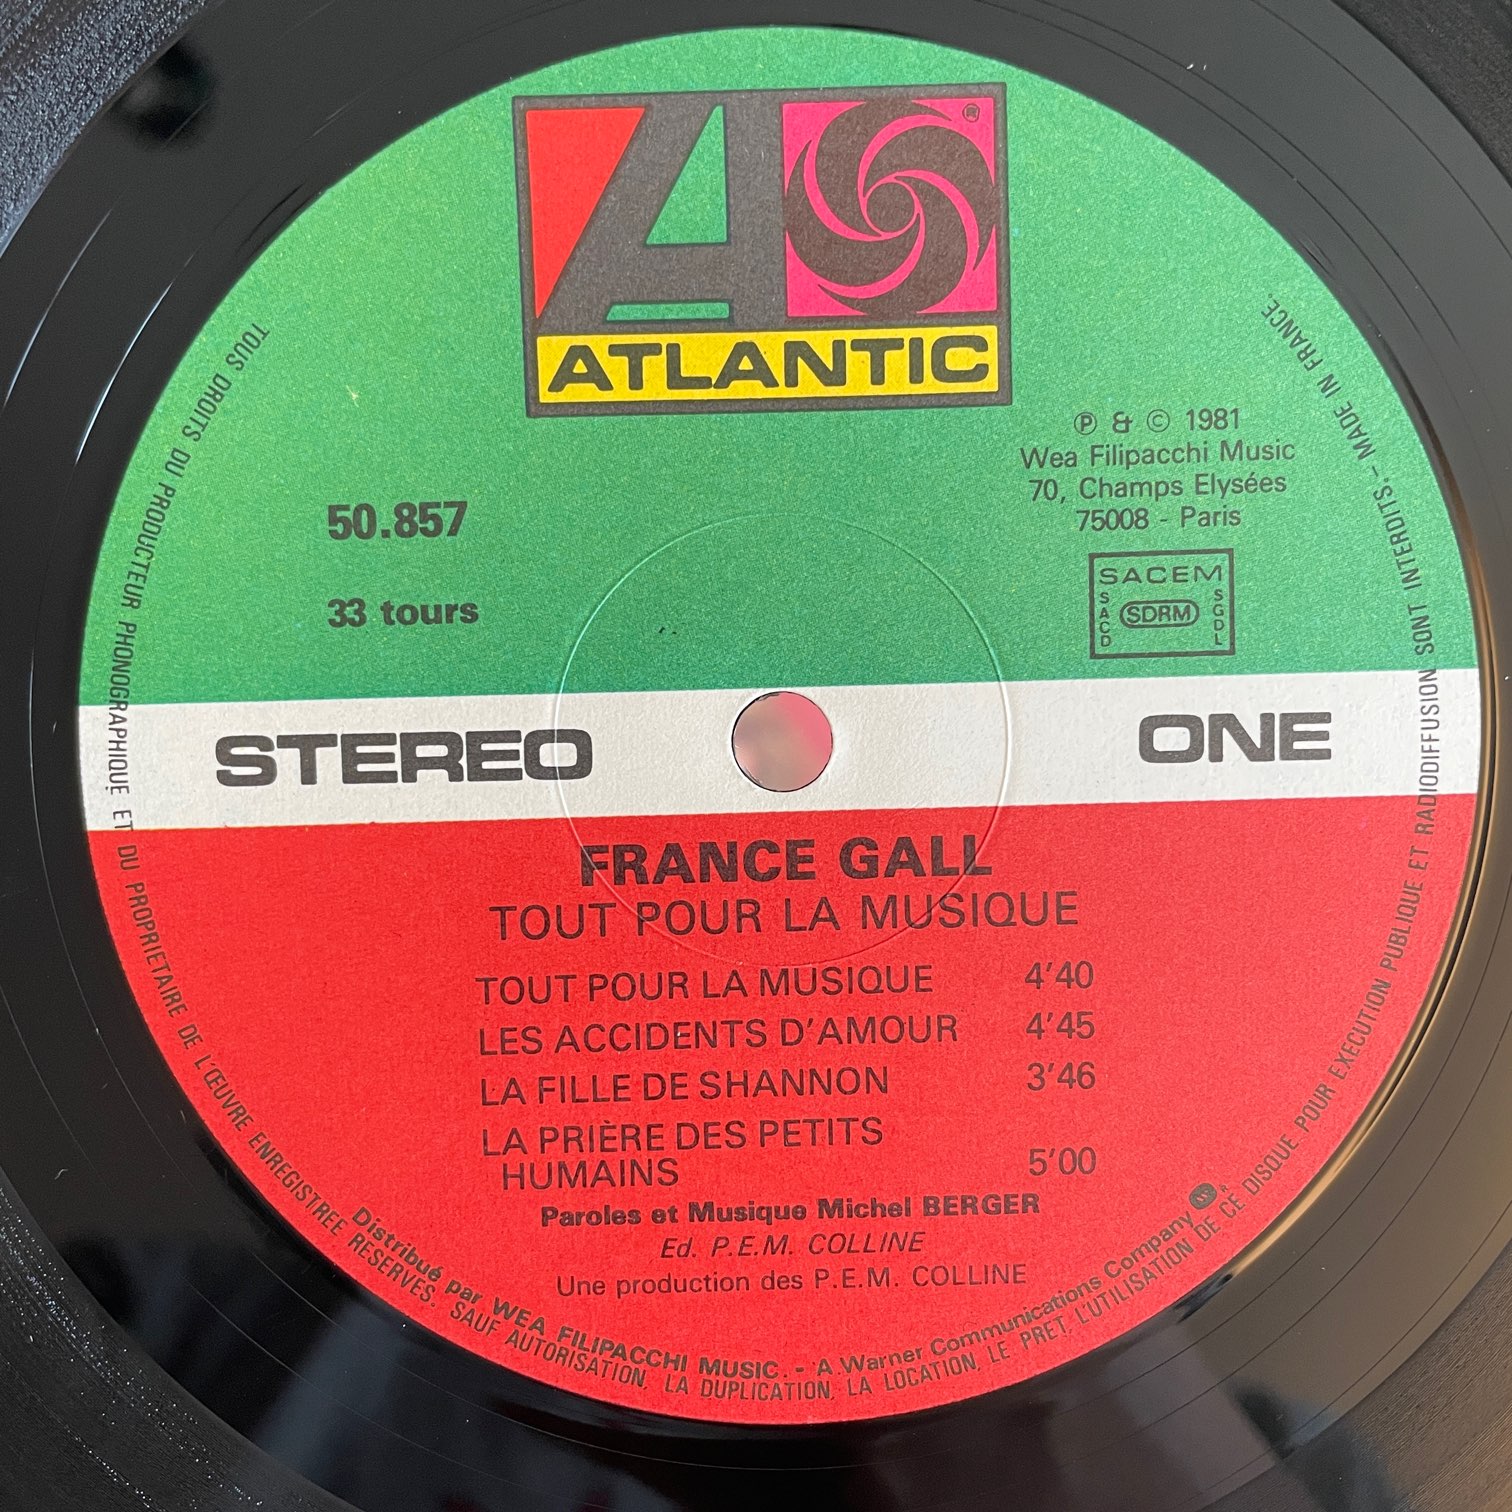 ATLANTIC
®
℗ & © 1981
Wea Filipacchi Music
70, Champs Elysées
75008 - Paris
50.857
33 tours
SACEM
SACD
SDRM
SGDL
STEREO
ONE
FRANCE GALL
TOUT POUR LA MUSIQUE
TOUT POUR LA MUSIQUE 4'40
LES ACCIDENTS D'AMOUR 4'45
LA FILLE DE SHANNON 3'46
LA PRIÈRE DES PETITS
HUMAINS 5'00
Paroles et Musique Michel BERGER
Ed. P.E.M. COLLINE
Une production des P.E.M. COLLINE
Distribué par WEA FILIPACCHI MUSIC. - A Warner Communications Company
TOUS DROITS DU PRODUCTEUR PHONOGRAPHIQUE ET DU PROPRIETAIRE DE L'ŒUVRE ENREGISTREE RESERVES. SAUF AUTORISATION, LA DUPLICATION, LA LOCATION, LE PRET, L'UTILISATION DE CE DISQUE POUR EXECUTION PUBLIQUE ET RADIODIFFUSION SONT INTERDITS. - MADE IN FRANCE.